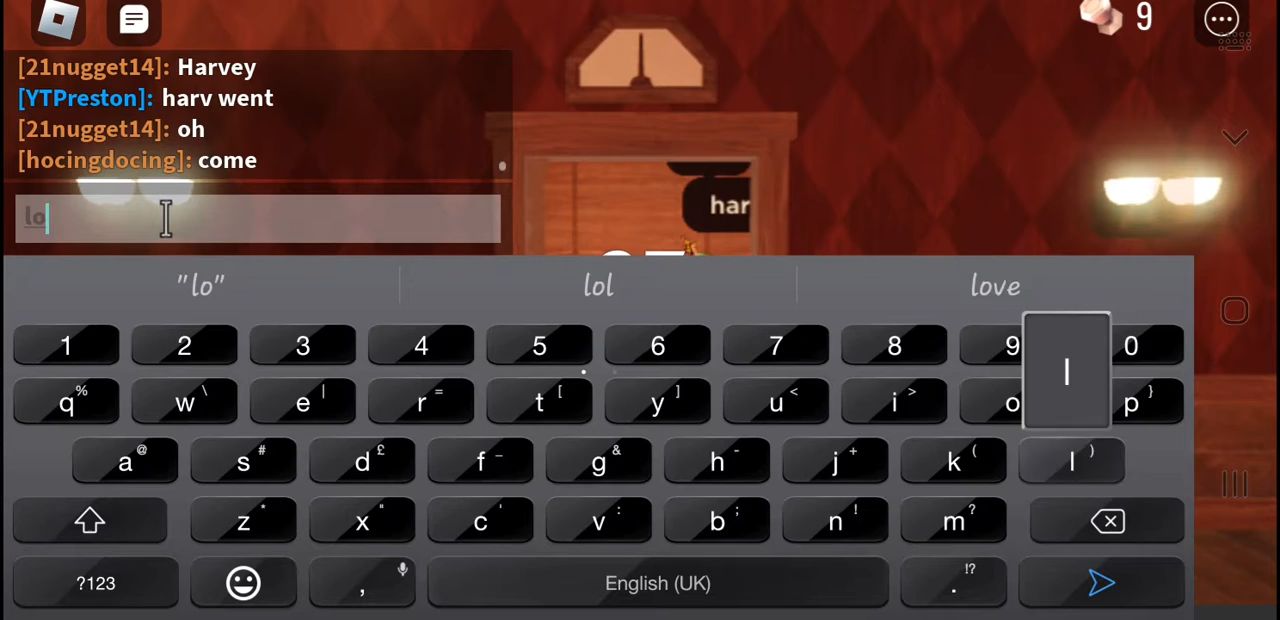 9
[21nugget14]: Harvey
[YTPreston]: harv went
[21nugget14]: oh
[hocingdocing]: come
har
lo
"lo" lol love
1 2 3 4 5 6 7 8 9 0
q% w\ e| r= t[ y] u< i> o p}
l
a@ s# d£ f_ g& h- j+ k( l)
z* x" c' v: b; n! m?
?123 , English (UK) . !?